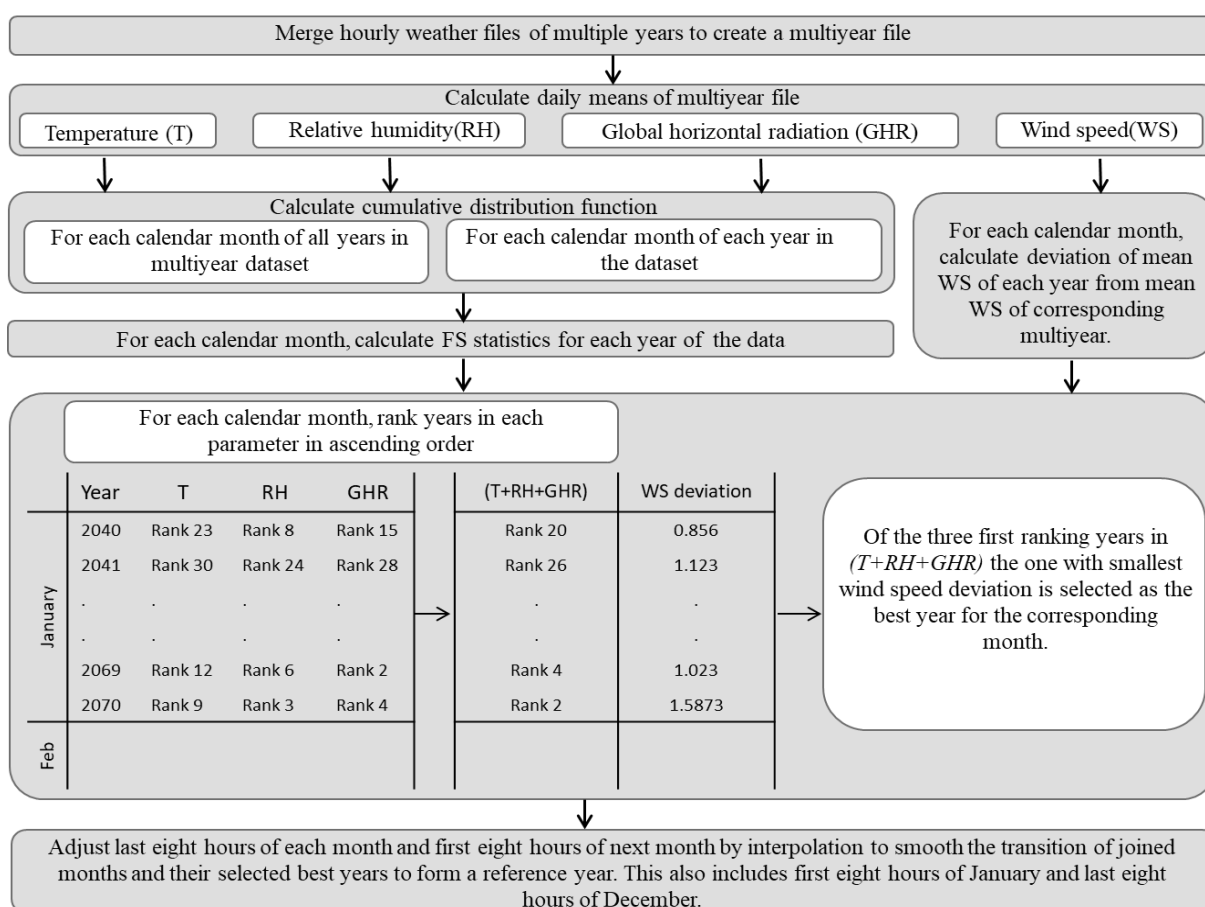 Merge hourly weather files of multiple years to create a multiyear file
Calculate daily means of multiyear file
Temperature (T)
Relative humidity(RH)
Global horizontal radiation (GHR)
Wind speed(WS)
Calculate cumulative distribution function
For each calendar month of all years in
multiyear dataset
For each calendar month of each year in
the dataset
For each calendar month,
calculate deviation of mean
WS of each year from mean
WS of corresponding
multiyear.
For each calendar month, calculate FS statistics for each year of the data
For each calendar month, rank years in each
parameter in ascending order
Year T RH GHR (T+RH+GHR) WS deviation
January
2040 Rank 23 Rank 8 Rank 15 Rank 20 0.856
2041 Rank 30 Rank 24 Rank 28 Rank 26 1.123
. . . . . .
. . . . . .
2069 Rank 12 Rank 6 Rank 2 Rank 4 1.023
2070 Rank 9 Rank 3 Rank 4 Rank 2 1.5873
Feb
Of the three first ranking years in
(T+RH+GHR) the one with smallest
wind speed deviation is selected as the
best year for the corresponding
month.
Adjust last eight hours of each month and first eight hours of next month by interpolation to smooth the transition of joined
months and their selected best years to form a reference year. This also includes first eight hours of January and last eight
hours of December.